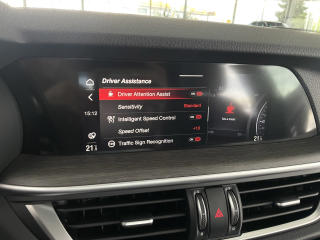 Driver Assistance
Driver Attention Assist
Sensitivity Standard
15:12
Intelligent Speed Control
Speed Offset +10
Traffic Sign Recognition
21
21